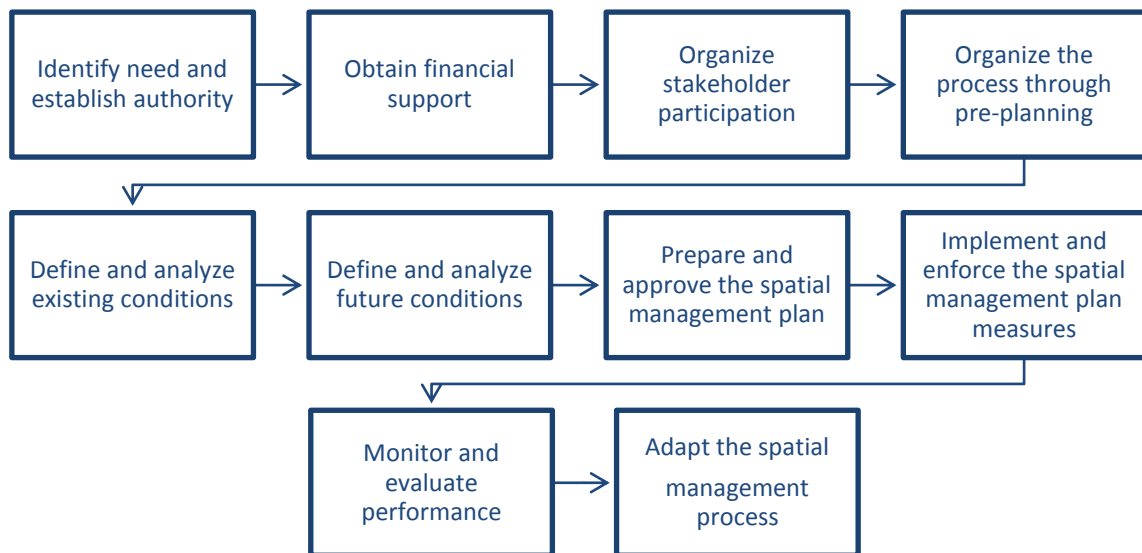 Identify need and
establish authority
Obtain financial
support
Organize
stakeholder
participation
Organize the
process through
pre-planning
Define and analyze
existing conditions
Define and analyze
future conditions
Prepare and
approve the spatial
management plan
Implement and
enforce the spatial
management plan
measures
Monitor and
evaluate
performance
Adapt the spatial
management
process